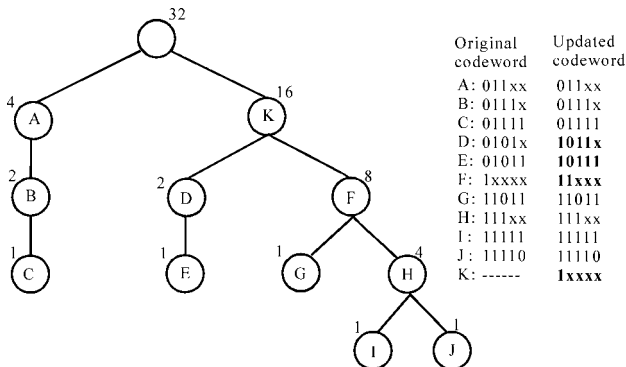 32
4
A
16
K
2
B
2
D
8
F
1
C
1
E
1
G
4
H
1
I
1
J
Original codeword
Updated codeword
A: 011xx 011xx
B: 0111x 0111x
C: 01111 01111
D: 0101x 1011x
E: 01011 10111
F: 1xxxx 11xxx
G: 11011 11011
H: 111xx 111xx
I: 11111 11111
J: 11110 11110
K: ------ 1xxxx